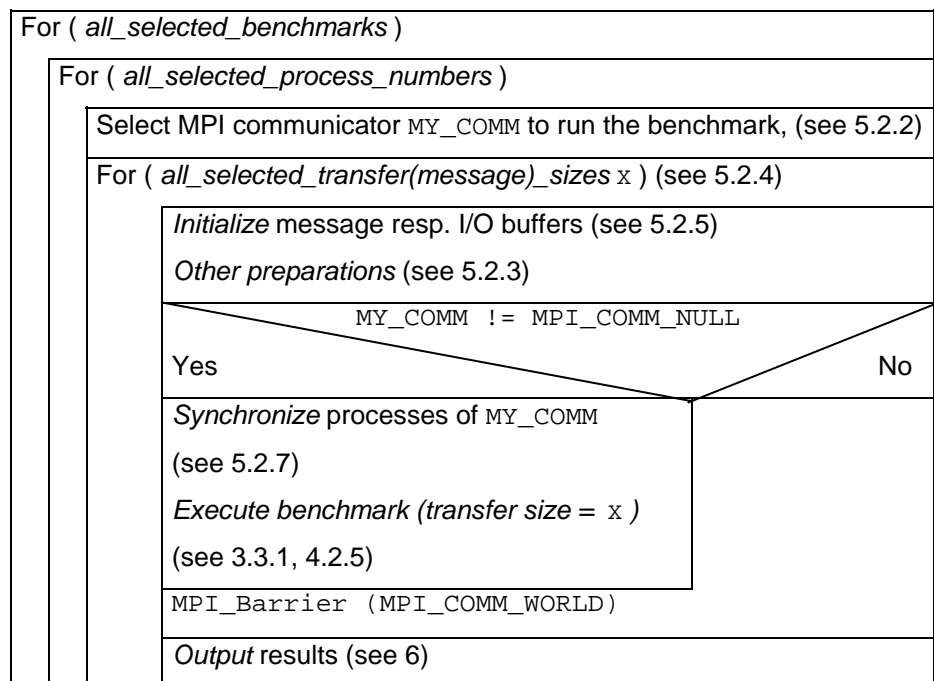 For ( all_selected_benchmarks )
For ( all_selected_process_numbers )
Select MPI communicator MY_COMM to run the benchmark, (see 5.2.2)
For ( all_selected_transfer(message)_sizes x ) (see 5.2.4)
Initialize message resp. I/O buffers (see 5.2.5)
Other preparations (see 5.2.3)
MY_COMM != MPI_COMM_NULL
Yes No
Synchronize processes of MY_COMM
(see 5.2.7)
Execute benchmark (transfer size = x )
(see 3.3.1, 4.2.5)
MPI_Barrier (MPI_COMM_WORLD)
Output results (see 6)